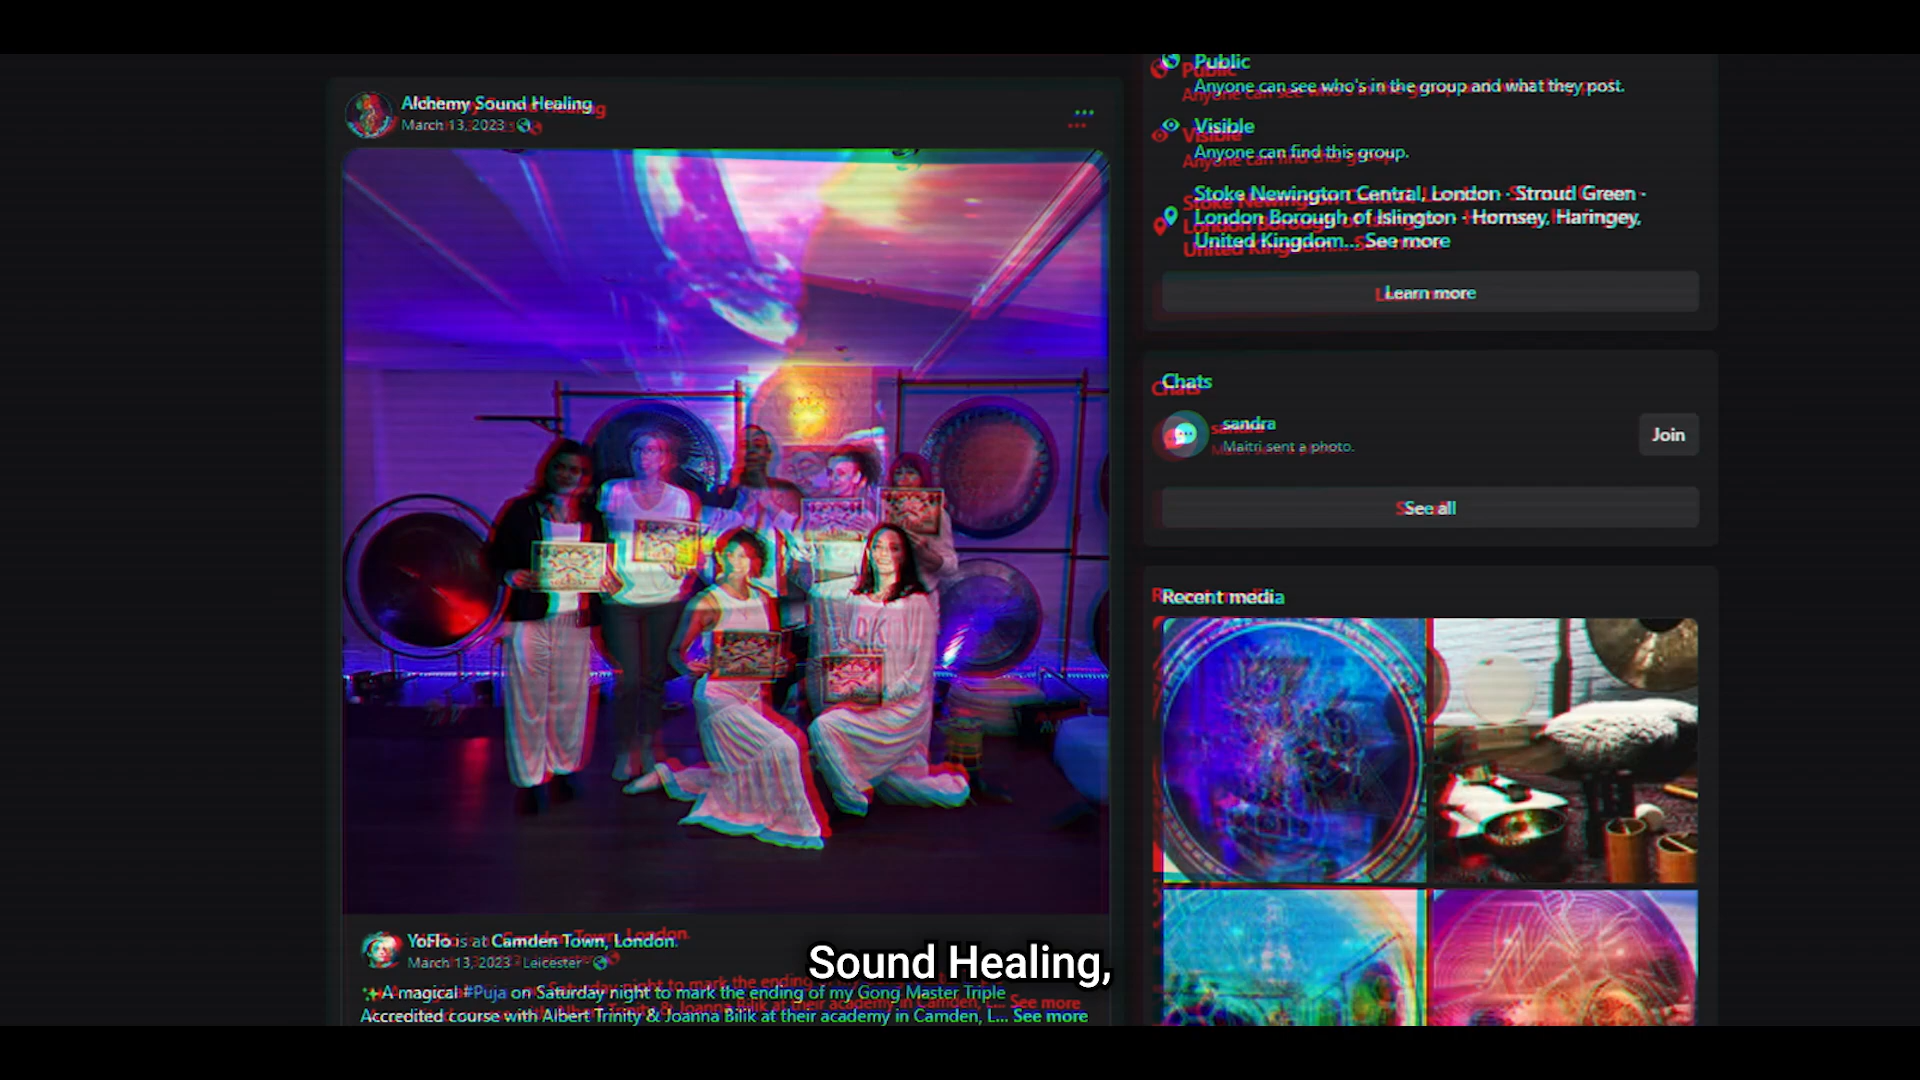 Alchemy Sound Healing
March 13, 2023
YoFlo is at Camden Town, London.
March 13, 2023 · Leicester ·
✨A magical #Puja on Saturday night to mark the ending of my Gong Master Triple
Accredited course with Albert Trinity & Joanna Bilik at their academy in Camden, L... See more
Public
Anyone can see who's in the group and what they post.
Visible
Anyone can find this group.
Stoke Newington Central, London · Stroud Green ·
London Borough of Islington · Hornsey, Haringey,
United Kingdom... See more
Learn more
Chats
sandra
Maitri sent a photo.
Join
See all
Recent media
Sound Healing,